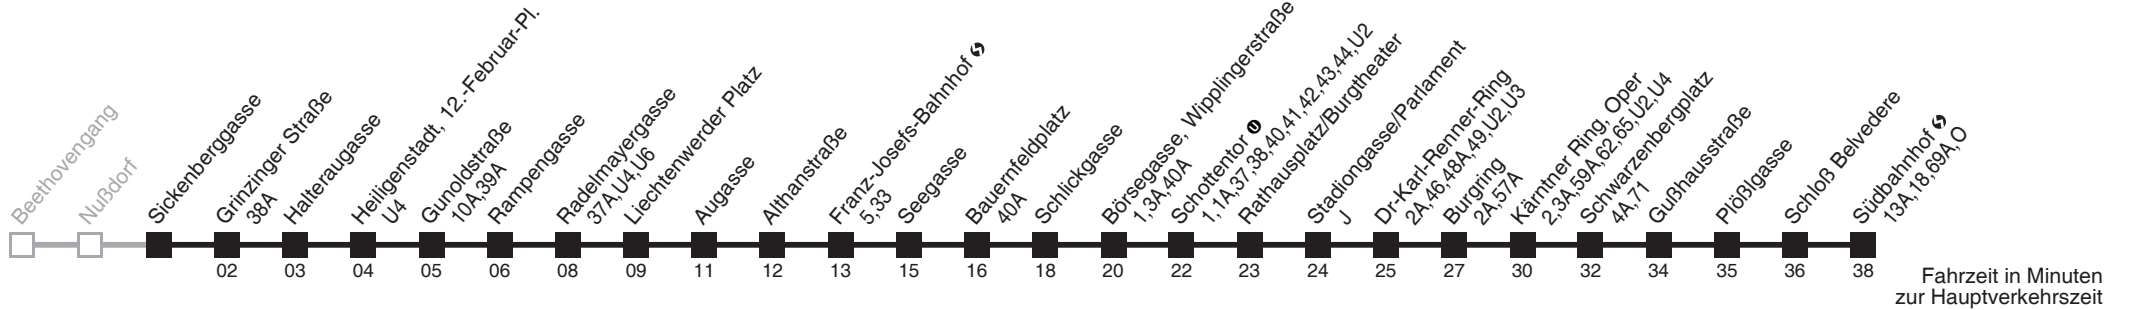 Beethovengang
Nußdorf
Sickenberggasse
Grinzinger Straße
38A
Halteraugasse
Heiligenstadt, 12.-Februar-Pl.
U4
Gunoldstraße
10A,39A
Rampengasse
Radelmayergasse
37A,U4,U6
Liechtenwerder Platz
Augasse
Althanstraße
Franz-Josefs-Bahnhof
5,33
Seegasse
Bauernfeldplatz
40A
Schlickgasse
Börsegasse, Wipplingerstraße
1,3A,40A
Schottentor
1,1A,37,38,40,41,42,43,44,U2
Rathausplatz/Burgtheater
Stadiongasse/Parlament
J
Dr-Karl-Renner-Ring
2A,46,48A,49,U2,U3
Burgring
2A,57A
Kärntner Ring, Oper
2,3A,59A,62,65,U2,U4
Schwarzenbergplatz
4A,71
Gußhausstraße
Plößlgasse
Schloß Belvedere
Südbahnhof
13A,18,69A,O
02 03 04 05 06 08 09 11 12 13 15 16 18 20 22 23 24 25 27 30 32 34 35 36 38
Fahrzeit in Minuten
zur Hauptverkehrszeit